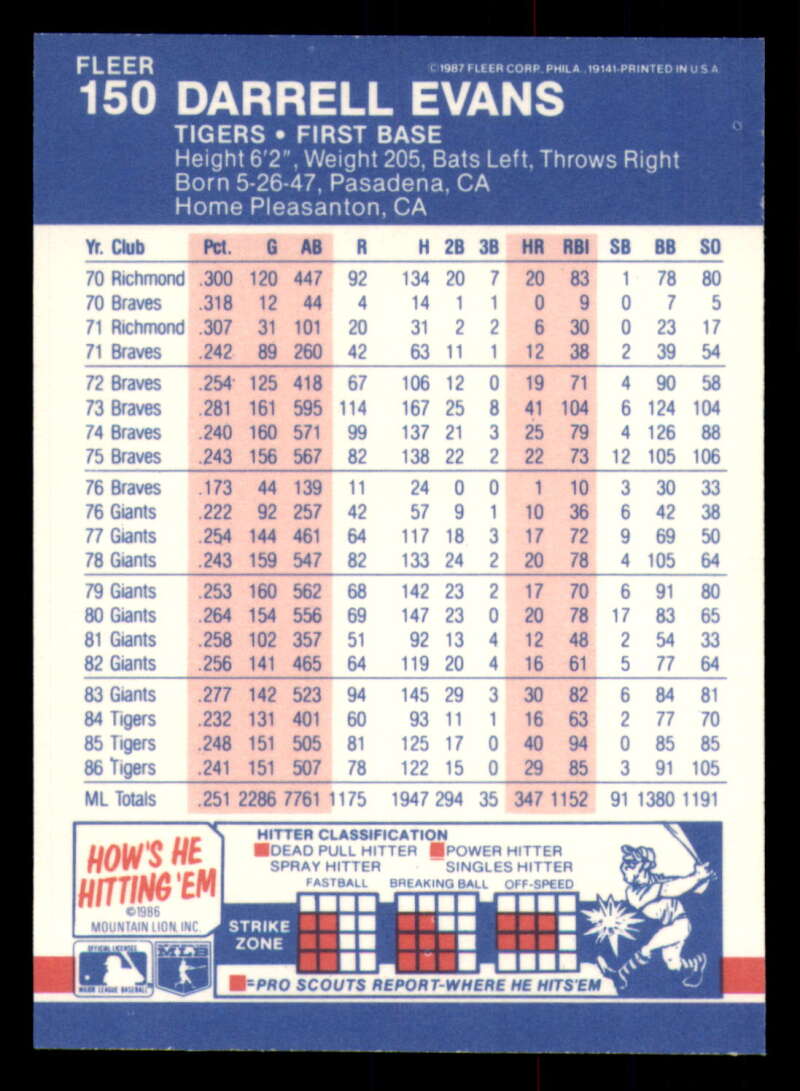 FLEER
©1987 FLEER CORP. PHILA., 19141-PRINTED IN U.S.A
150 DARRELL EVANS
TIGERS • FIRST BASE
Height 6'2", Weight 205, Bats Left, Throws Right
Born 5-26-47, Pasadena, CA
Home Pleasanton, CA
Yr. Club Pct. G AB R H 2B 3B HR RBI SB BB SO
70 Richmond .300 120 447 92 134 20 7 20 83 1 78 80
70 Braves .318 12 44 4 14 1 1 0 9 0 7 5
71 Richmond .307 31 101 20 31 2 2 6 30 0 23 17
71 Braves .242 89 260 42 63 11 1 12 38 2 39 54
72 Braves .254 125 418 67 106 12 0 19 71 4 90 58
73 Braves .281 161 595 114 167 25 8 41 104 6 124 104
74 Braves .240 160 571 99 137 21 3 25 79 4 126 88
75 Braves .243 156 567 82 138 22 2 22 73 12 105 106
76 Braves .173 44 139 11 24 0 0 1 10 3 30 33
76 Giants .222 92 257 42 57 9 1 10 36 6 42 38
77 Giants .254 144 461 64 117 18 3 17 72 9 69 50
78 Giants .243 159 547 82 133 24 2 20 78 4 105 64
79 Giants .253 160 562 68 142 23 2 17 70 6 91 80
80 Giants .264 154 556 69 147 23 0 20 78 17 83 65
81 Giants .258 102 357 51 92 13 4 12 48 2 54 33
82 Giants .256 141 465 64 119 20 4 16 61 5 77 64
83 Giants .277 142 523 94 145 29 3 30 82 6 84 81
84 Tigers .232 131 401 60 93 11 1 16 63 2 77 70
85 Tigers .248 151 505 81 125 17 0 40 94 0 85 85
86 Tigers .241 151 507 78 122 15 0 29 85 3 91 105
ML Totals .251 2286 7761 1175 1947 294 35 347 1152 91 1380 1191
HOW'S HE
HITTING 'EM
©1986
MOUNTAIN LION, INC.
HITTER CLASSIFICATION
DEAD PULL HITTER POWER HITTER
SPRAY HITTER SINGLES HITTER
FASTBALL BREAKING BALL OFF-SPEED
STRIKE
ZONE
=PRO SCOUTS REPORT-WHERE HE HITS'EM
OFFICIAL LICENSEE
MAJOR LEAGUE BASEBALL
MLB